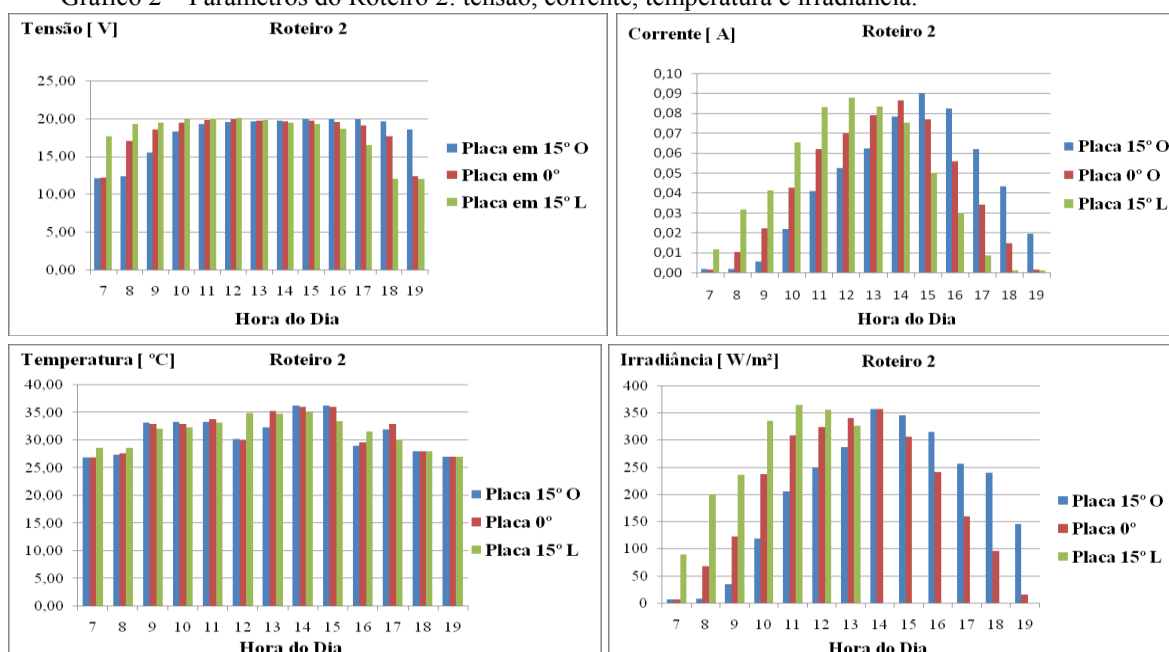 Gráfico 2 – Parâmetros do Roteiro 2: tensão, corrente, temperatura e irradiância.
Tensão [ V] Roteiro 2
25,00
20,00
15,00
10,00
5,00
0,00
7 8 9 10 11 12 13 14 15 16 17 18 19
Hora do Dia
Placa em 15º O
Placa em 0º
Placa em 15º L
Corrente [ A] Roteiro 2
0,10
0,09
0,08
0,07
0,06
0,05
0,04
0,03
0,02
0,01
0,00
7 8 9 10 11 12 13 14 15 16 17 18 19
Hora do Dia
Placa 15º O
Placa 0º O
Placa 15º L
Temperatura [ ºC] Roteiro 2
40,00
35,00
30,00
25,00
20,00
15,00
10,00
5,00
0,00
7 8 9 10 11 12 13 14 15 16 17 18 19
Hora do Dia
Placa 15º O
Placa 0º
Placa 15º L
Irradiância [ W/m²] Roteiro 2
400
350
300
250
200
150
100
50
0
7 8 9 10 11 12 13 14 15 16 17 18 19
Hora do Dia
Placa 15º O
Placa 0º
Placa 15º L